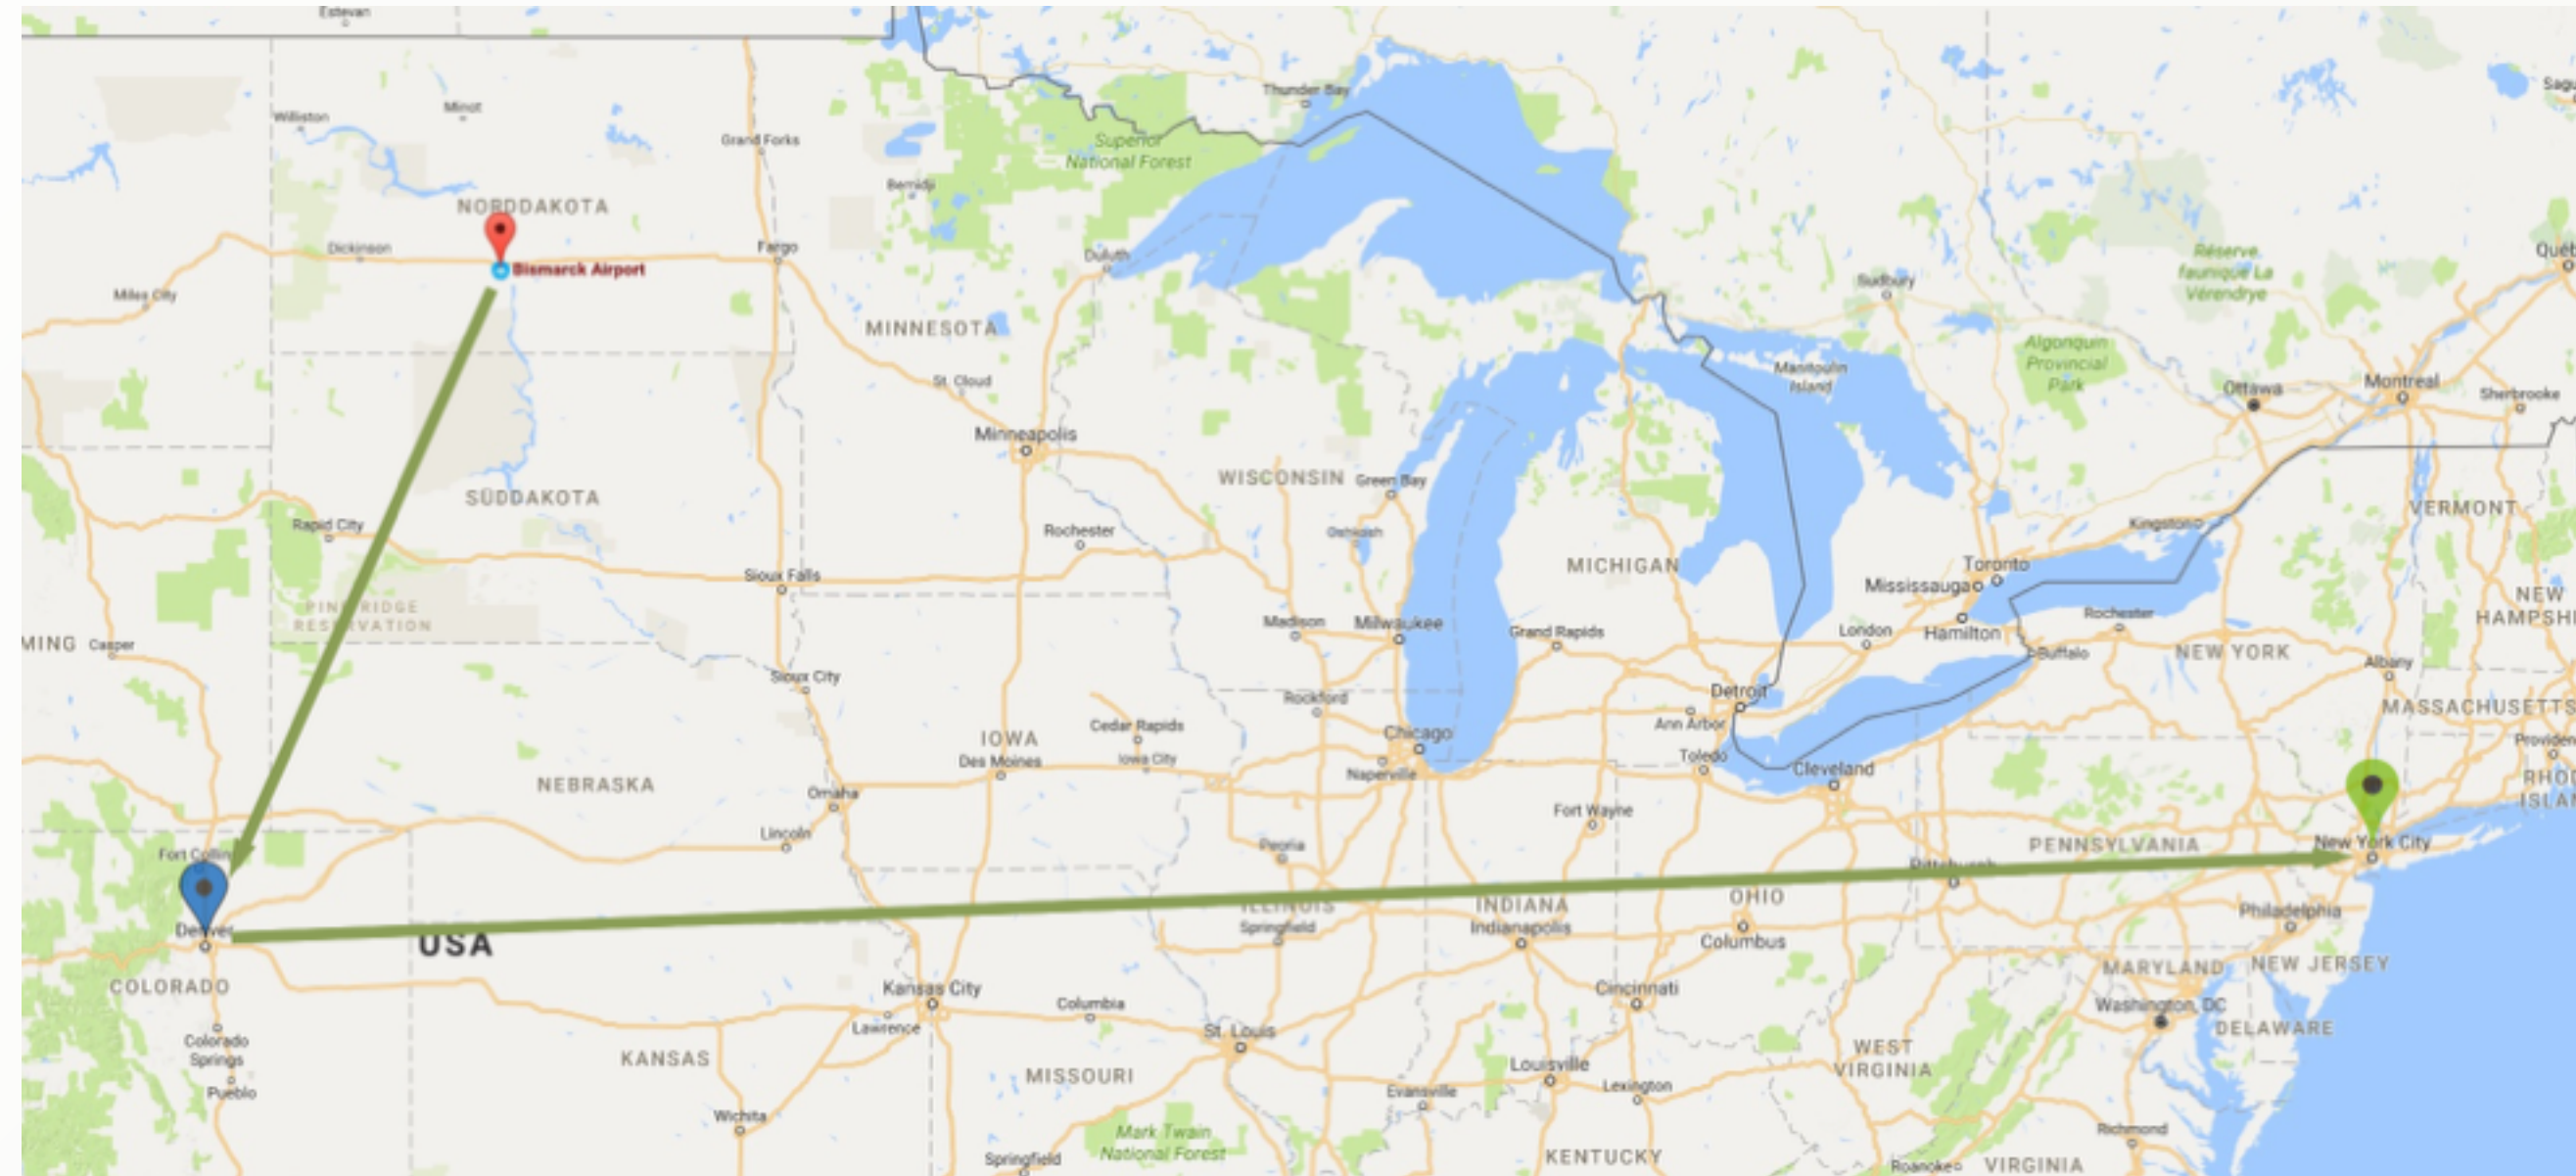 Estevan
Williston
Minot
Grand Forks
Thunder Bay
Superior
National Forest
Bemidji
NORDDAKOTA
Dickinson
Bismarck Airport
Fargo
Duluth
Miles City
MINNESOTA
St. Cloud
Minneapolis
Sudbury
Manitoulin
Island
Réserve
faunique La
Vérendrye
Algonquin
Provincial
Park
Ottawa
Montreal
Sherbrooke
SÜDDAKOTA
Rapid City
WISCONSIN
Green Bay
Oshkosh
Rochester
Sioux Falls
MICHIGAN
Kingston
VERMONT
Toronto
Mississauga
Hamilton
London
Rochester
Buffalo
NEW YORK
Albany
NEW
HAMPSHI
RESERVATION
MING
Casper
Madison
Milwaukee
Grand Rapids
Sioux City
Rockford
Detroit
Ann Arbor
MASSACHUSETTS
Cedar Rapids
IOWA
Des Moines
Iowa City
Chicago
Naperville
Toledo
Cleveland
Providen
RHOD
ISLAN
NEBRASKA
Omaha
Lincoln
Fort Wayne
Peoria
PENNSYLVANIA
New York City
Fort Collin
Denver
USA
ILLINOIS
Springfield
INDIANA
Indianapolis
OHIO
Columbus
Pittsburgh
Philadelphia
COLORADO
Colorado
Springs
Pueblo
Kansas City
Lawrence
Columbia
St. Louis
Cincinnati
MARYLAND
NEW JERSEY
Washington, DC
DELAWARE
KANSAS
MISSOURI
Louisville
Lexington
WEST
VIRGINIA
Evansville
Wichita
Mark Twain
National Forest
Springfield
KENTUCKY
Richmond
Roanoke
VIRGINIA